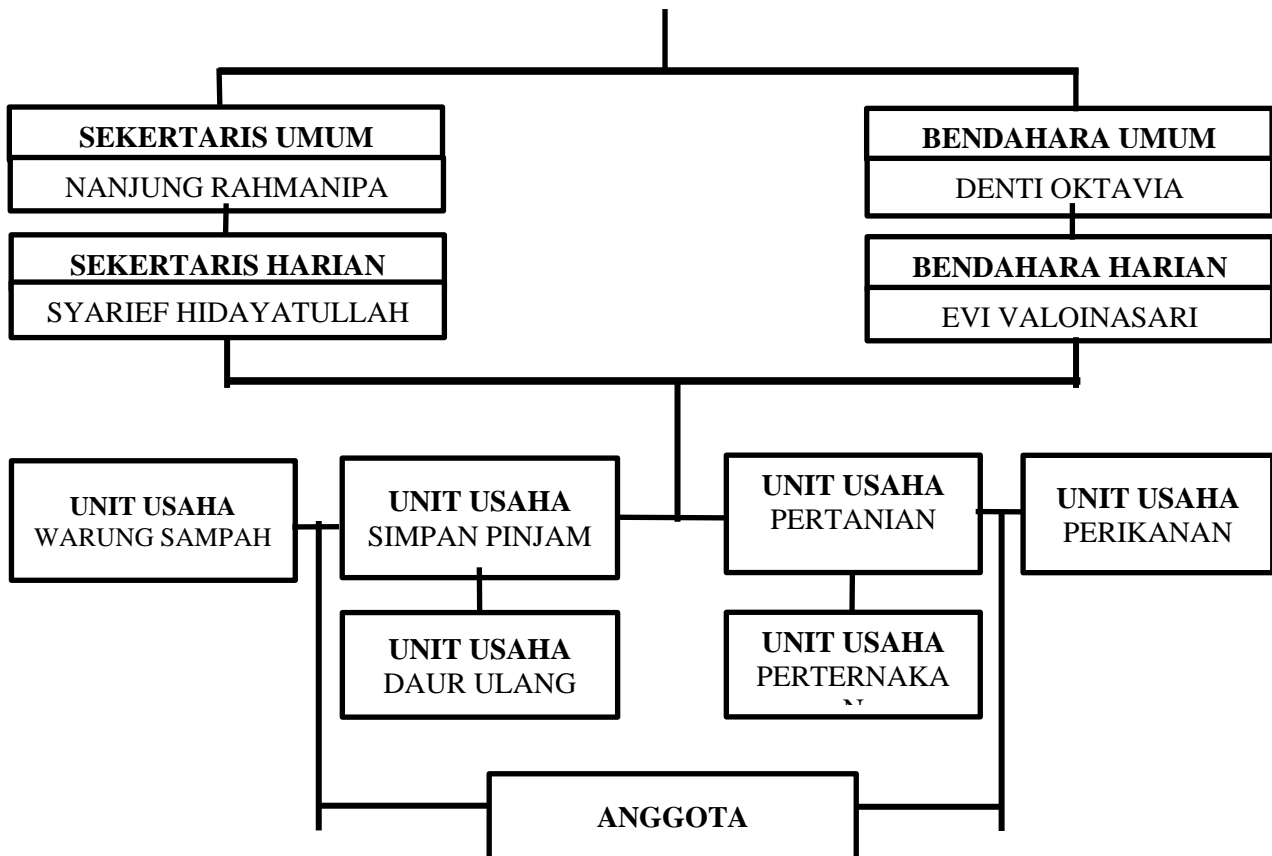 SEKERTARIS UMUM
NANJUNG RAHMANIPA
BENDAHARA UMUM
DENTI OKTAVIA
SEKERTARIS HARIAN
SYARIEF HIDAYATULLAH
BENDAHARA HARIAN
EVI VALOINASARI
UNIT USAHA
WARUNG SAMPAH
UNIT USAHA
SIMPAN PINJAM
UNIT USAHA
PERTANIAN
UNIT USAHA
PERIKANAN
UNIT USAHA
DAUR ULANG
UNIT USAHA
PERTERNAKA
N
ANGGOTA